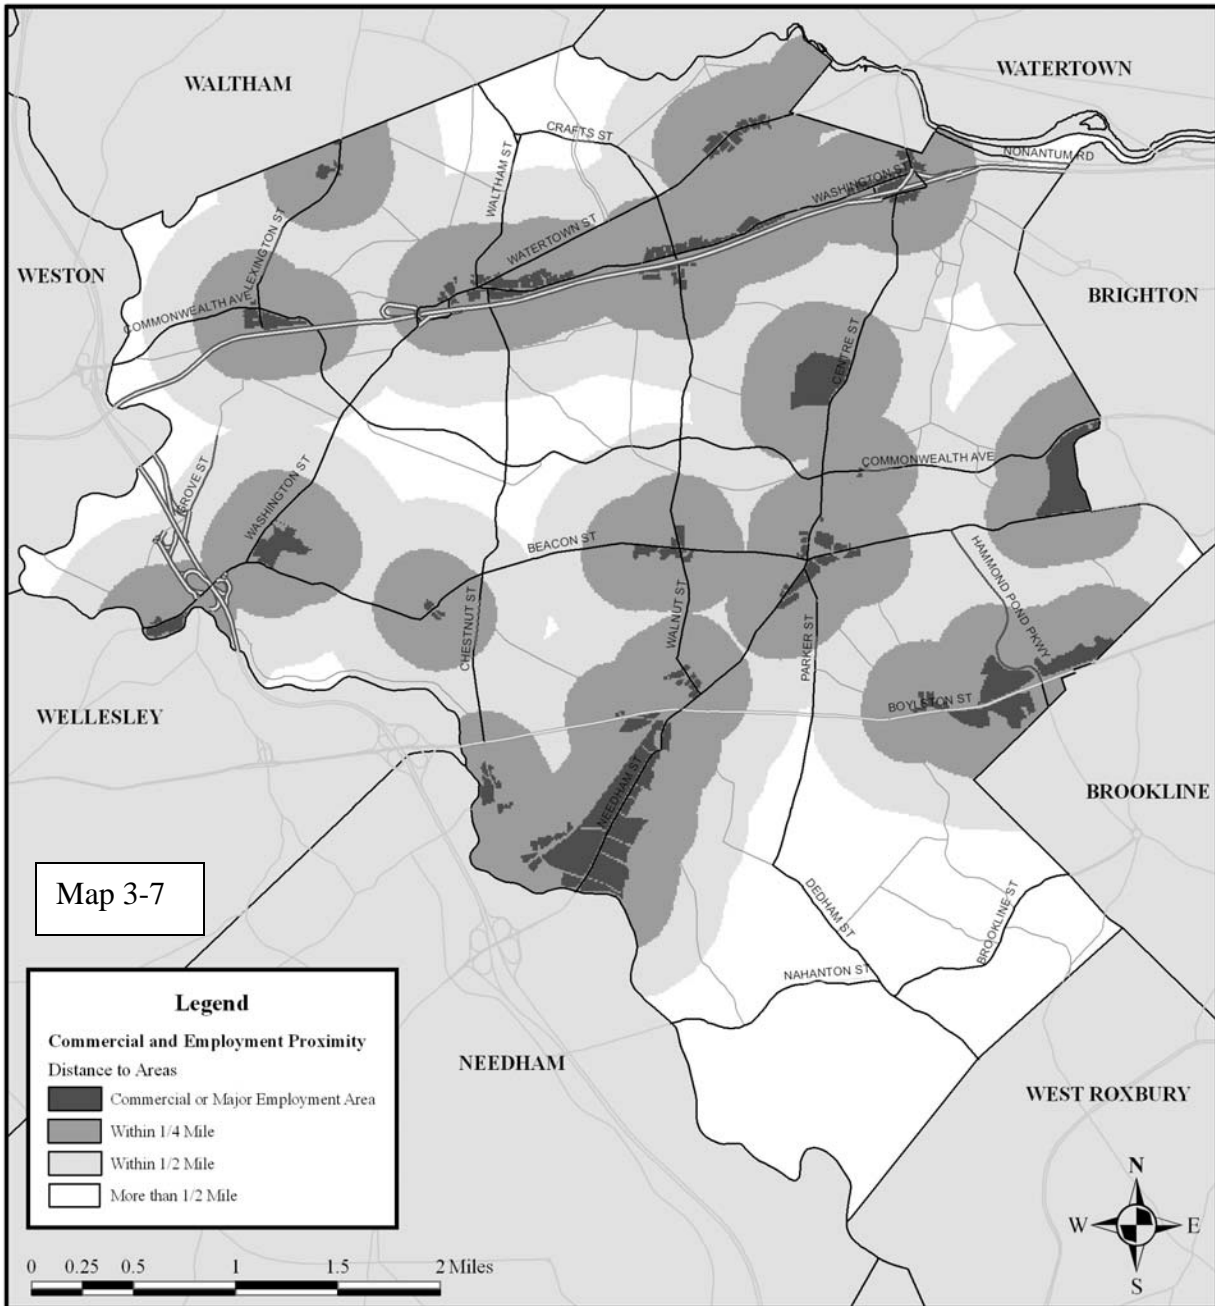 WALTHAM
WATERTOWN
CRAFTS ST
NONANTUM RD
WALTHAM ST
WASHINGTON ST
LEXINGTON ST
WATERTOWN ST
WESTON
BRIGHTON
COMMONWEALTH AVE
CENTRE ST
COMMONWEALTH AVE
GROVE ST
WASHINGTON ST
BEACON ST
HAMMOND POND PKWY
CHESTNUT ST
WALNUT ST
PARKER ST
WELLESLEY
BOYLSTON ST
NEEDHAM ST
BROOKLINE
Map 3-7
DEDHAM ST
BROOKLINE ST
NAHANTON ST
Legend
Commercial and Employment Proximity
Distance to Areas
Commercial or Major Employment Area
Within 1/4 Mile
Within 1/2 Mile
More than 1/2 Mile
NEEDHAM
WEST ROXBURY
N
W E
S
0 0.25 0.5 1 1.5 2 Miles